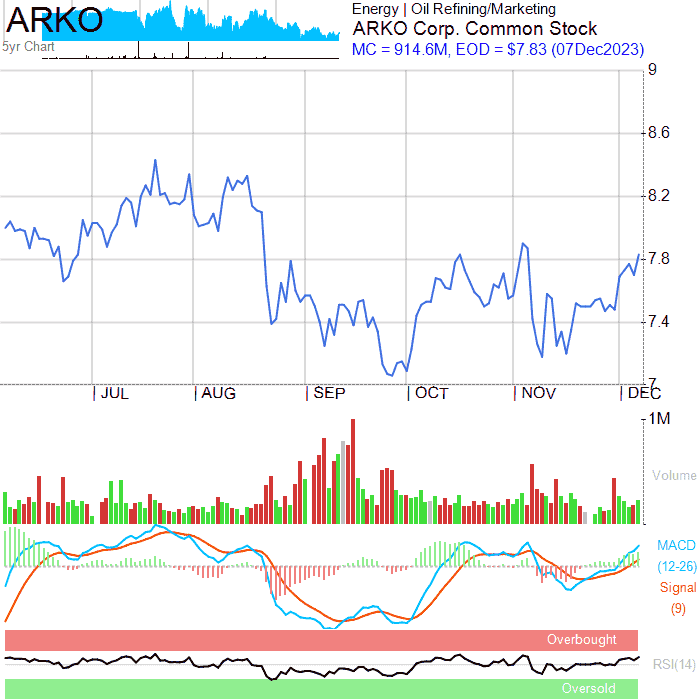 ARKO
5yr Chart
Energy | Oil Refining/Marketing
ARKO Corp. Common Stock
MC = 914.6M, EOD = $7.83 (07Dec2023)
9
8.6
8.2
7.8
7.4
7
JUL AUG SEP OCT NOV DEC
1M
Volume
MACD
(12-26)
Signal
(9)
Overbought
RSI(14)
Oversold